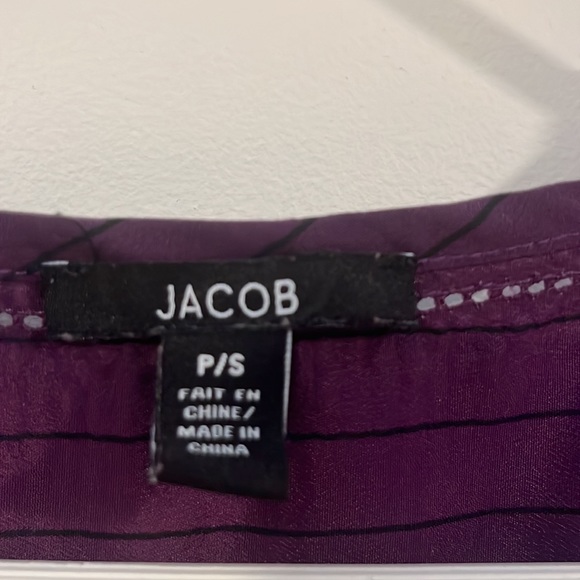 JACOB
P/S
FAIT EN
CHINE/
MADE IN
CHINA